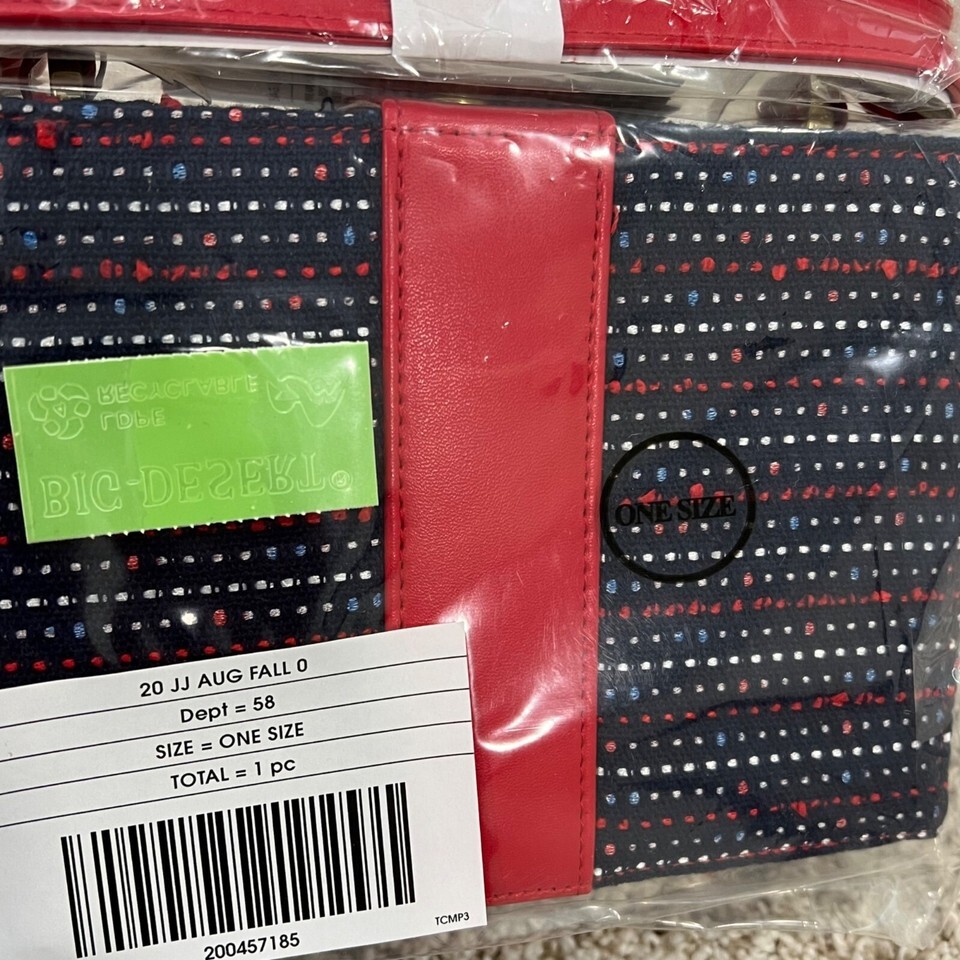 RECYCLABLE
LDPE
BIG-DESERT®
ONE SIZE
20 JJ AUG FALL 0
Dept = 58
SIZE = ONE SIZE
TOTAL = 1 pc
TCMP3
200457185